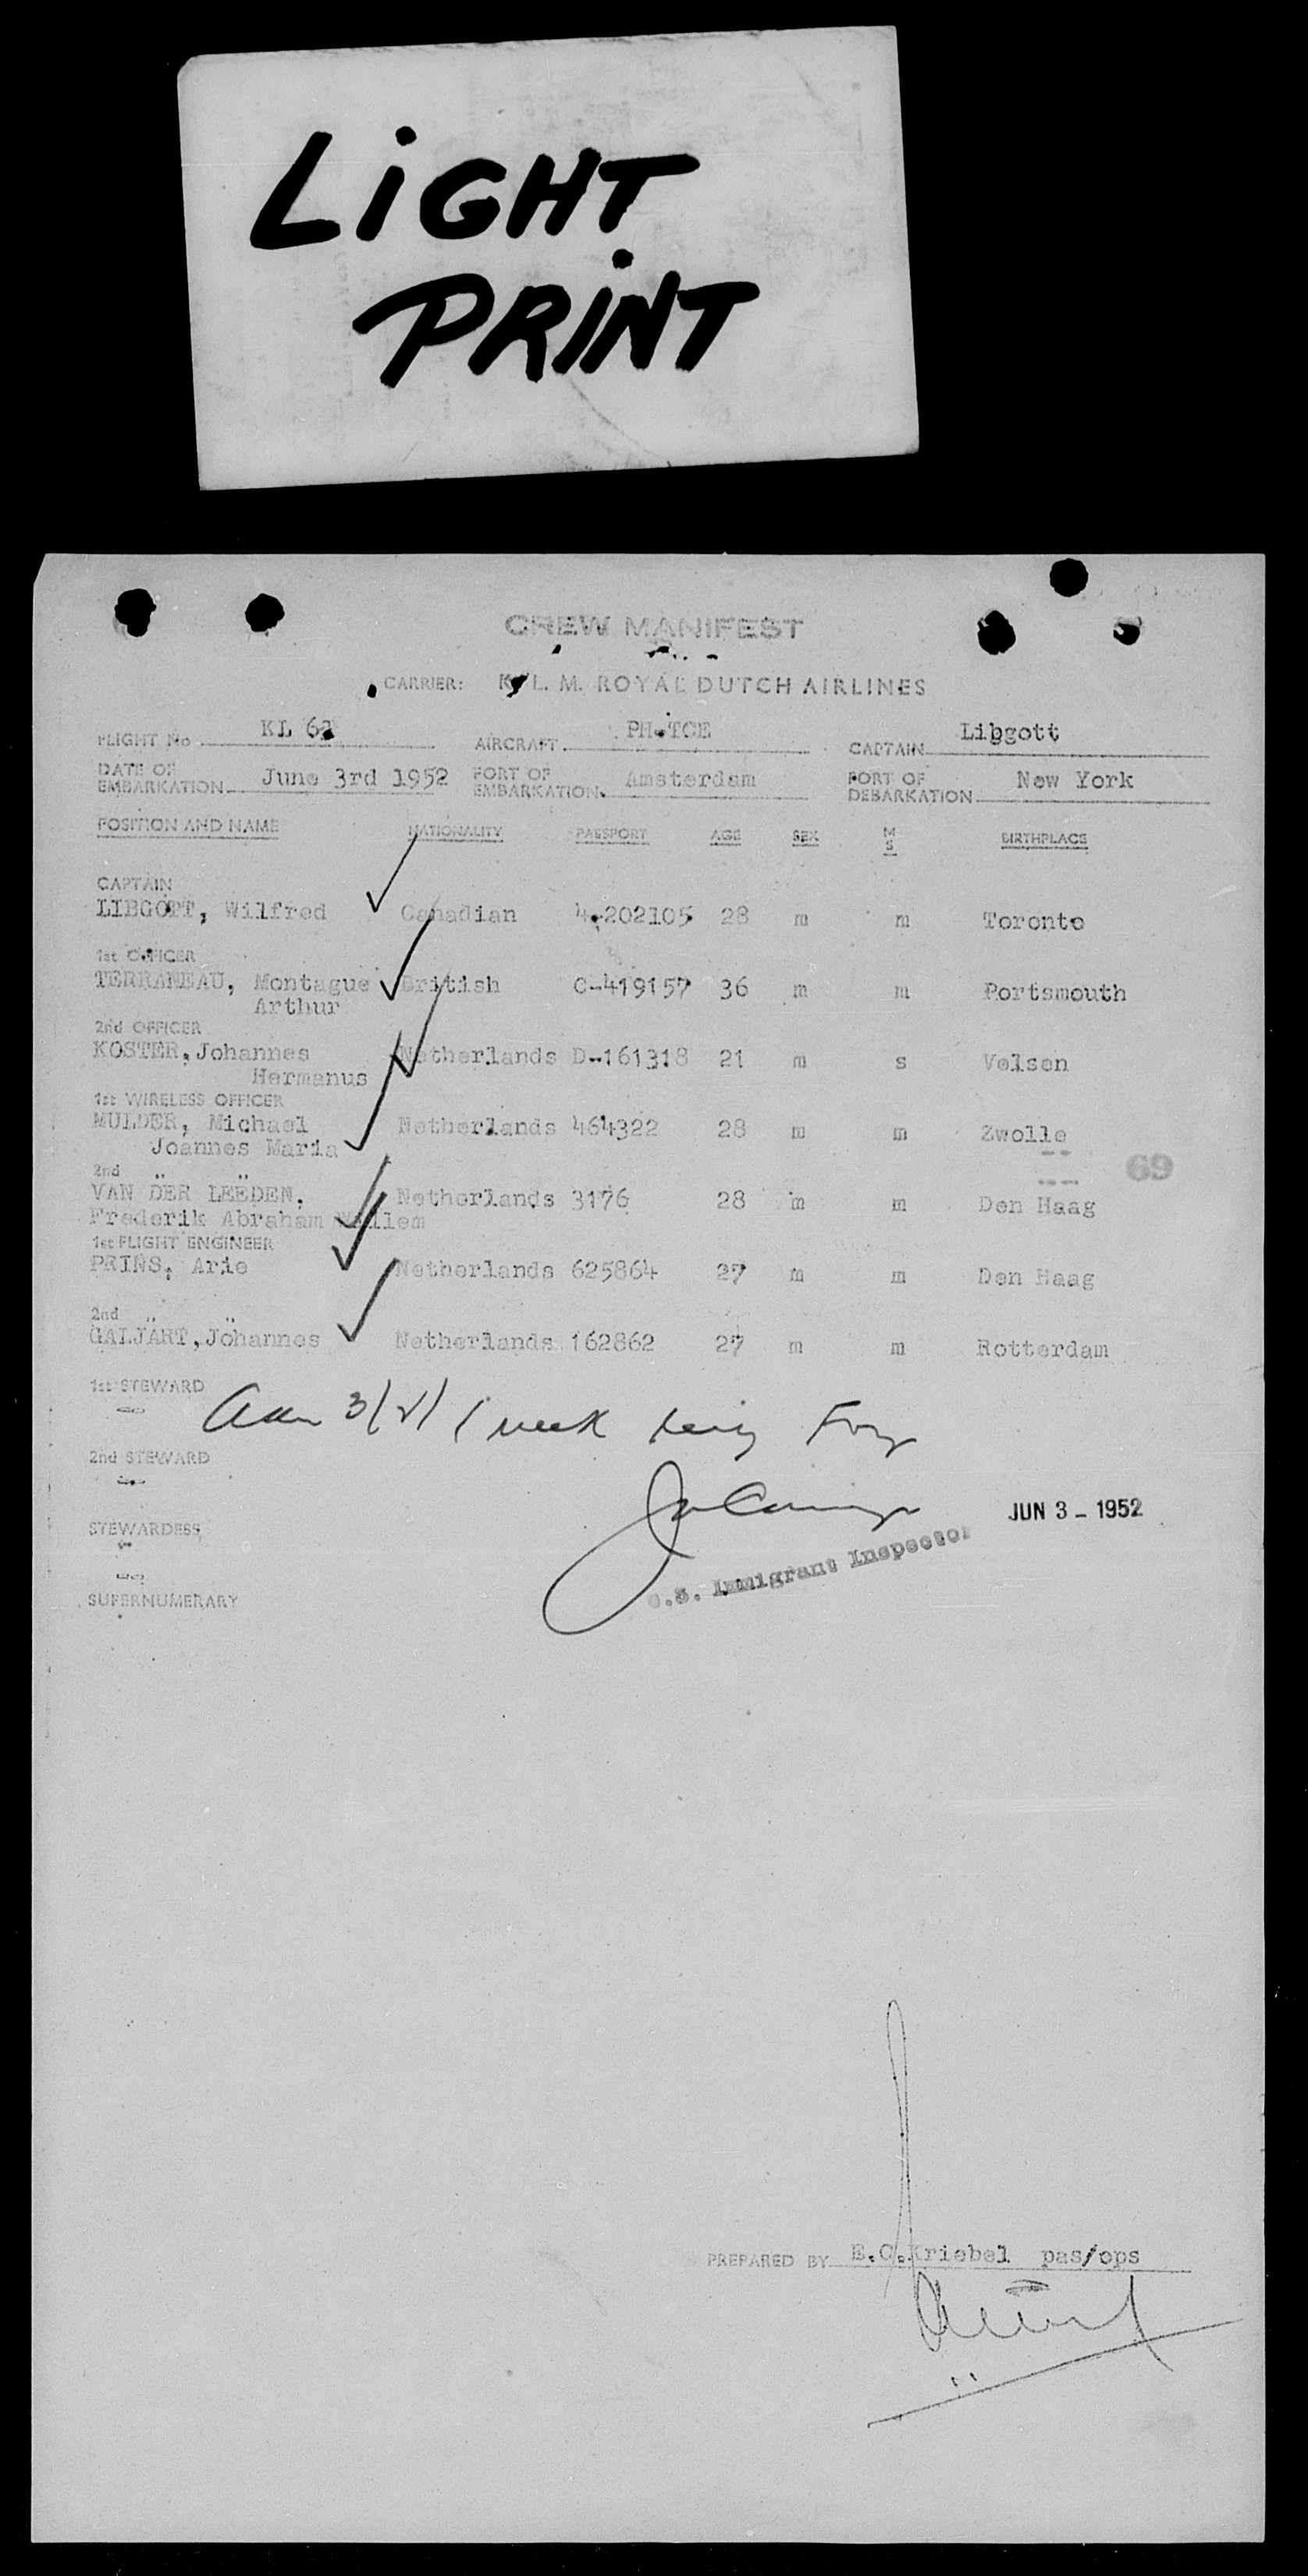 LiGHT
PRiNT
CREW MANIFEST
CARRIER: K. L. M. ROYAL DUTCH AIRLINES
FLIGHT No KL 63 AIRCRAFT PH-TCE CAPTAIN Libgott
DATE OF EMBARKATION June 3rd 1952 PORT OF EMBARKATION Amsterdam PORT OF DEBARKATION New York
POSITION AND NAME NATIONALITY PASSPORT AGE SEX M S BIRTHPLACE
CAPTAIN
LIBGOTT, Wilfred Canadian 4-202105 28 m m Toronto
1st OFFICER
TERRANEAU, Montague British C-419157 36 m m Portsmouth
Arthur
2nd OFFICER
KOSTER, Johannes Netherlands D-161318 21 m s Velsen
Hermanus
1st WIRELESS OFFICER
MULDER, Michael Netherlands 464322 28 m m Zwolle
Joannes Maria
69
2nd " "
VAN DER LEEDEN, Netherlands 3176 28 m m Den Haag
Frederik Abraham Willem
1st FLIGHT ENGINEER
PRINS, Arie Netherlands 625864 27 m m Den Haag
2nd " "
GALJART, Johannes Netherlands 162862 27 m m Rotterdam
1st STEWARD
3/2/ 1 week
2nd STEWARD
STEWARDESS
JUN 3 - 1952
U.S. Immigrant Inspector
SUPERNUMERARY
PREPARED BY E.C.Kriebel pas/ops